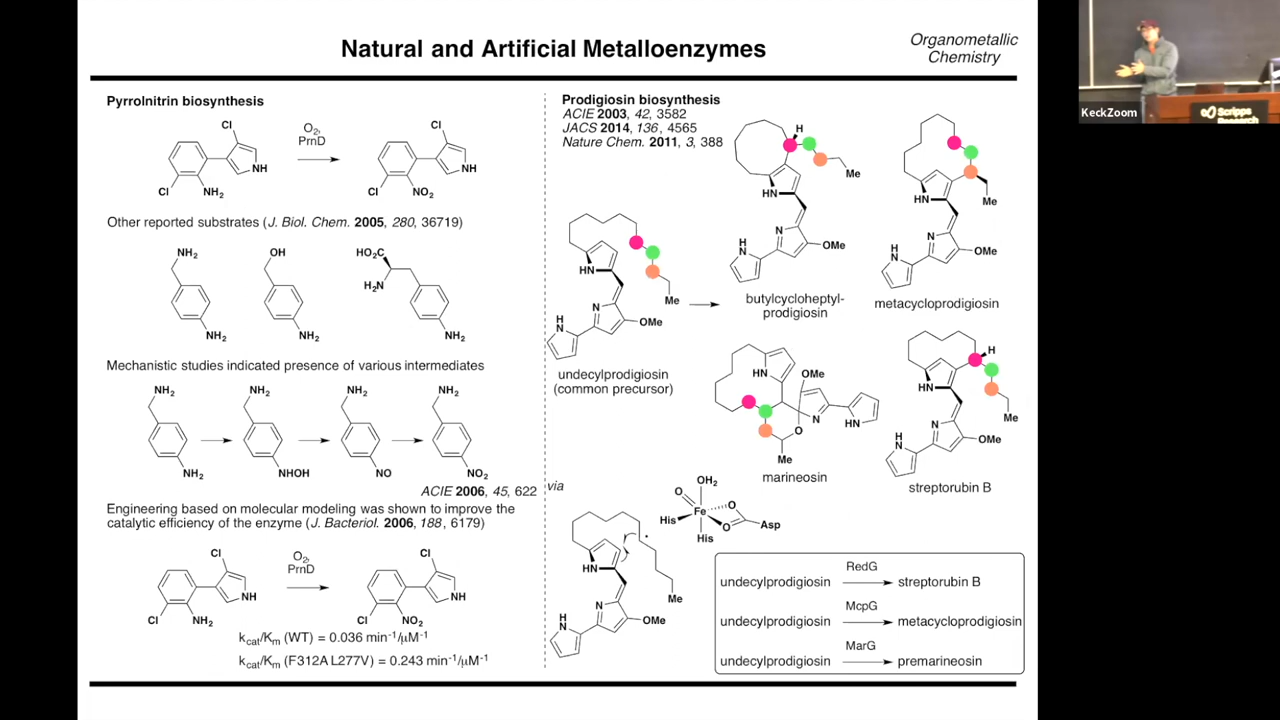 Natural and Artificial Metalloenzymes
Organometallic
Chemistry
KeckZoom
Scripps
Research
Pyrrolnitrin biosynthesis
Cl
O2,
PrnD
Cl
NH
NH
Cl
NH2
Cl
NO2
Other reported substrates (J. Biol. Chem. 2005, 280, 36719)
NH2
OH
HO2C
H2N
NH2
NH2
NH2
Mechanistic studies indicated presence of various intermediates
NH2
NH2
NH2
NH2
NH2
NHOH
NO
NO2
ACIE 2006, 45, 622
Engineering based on molecular modeling was shown to improve the
catalytic efficiency of the enzyme (J. Bacteriol. 2006, 188, 6179)
Cl
O2,
PrnD
Cl
NH
NH
Cl
NH2
Cl
NO2
kcat/Km (WT) = 0.036 min-1/µM-1
kcat/Km (F312A L277V) = 0.243 min-1/µM-1
Prodigiosin biosynthesis
ACIE 2003, 42, 3582
JACS 2014, 136, 4565
Nature Chem. 2011, 3, 388
HN
Me
N
H
N
OMe
undecylprodigiosin
(common precursor)
H
Me
HN
N
H
N
OMe
butylcycloheptyl-
prodigiosin
HN
Me
N
H
N
OMe
metacycloprodigiosin
HN
OMe
N
HN
O
Me
marineosin
H
HN
Me
N
H
N
OMe
streptorubin B
via
O
OH2
Fe
O
His
O
Asp
His
HN
Me
N
H
N
OMe
RedG
undecylprodigiosin streptorubin B
McpG
undecylprodigiosin metacycloprodigiosin
MarG
undecylprodigiosin premarineosin